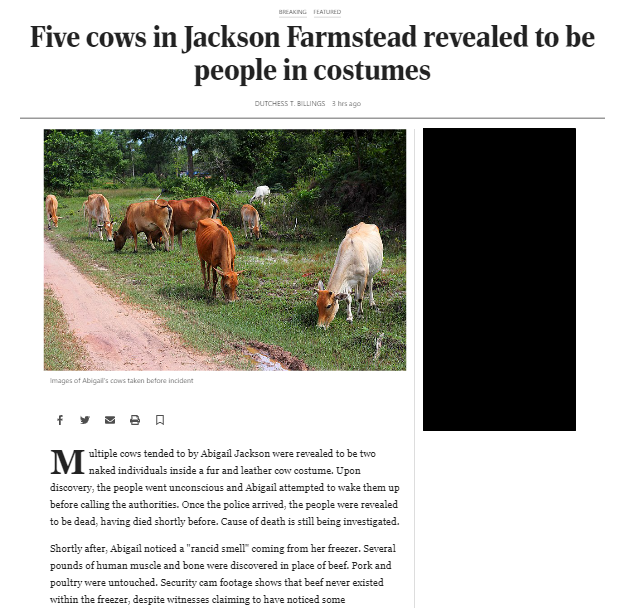 BREAKING FEATURED
Five cows in Jackson Farmstead revealed to be
people in costumes
DUTCHESS T. BILLINGS 3 hrs ago
Images of Abigail's cows taken before incident
Multiple cows tended to by Abigail Jackson were revealed to be two
naked individuals inside a fur and leather cow costume. Upon
discovery, the people went unconscious and Abigail attempted to wake them up
before calling the authorities. Once the police arrived, the people were revealed
to be dead, having died shortly before. Cause of death is still being investigated.
Shortly after, Abigail noticed a "rancid smell" coming from her freezer. Several
pounds of human muscle and bone were discovered in place of beef. Pork and
poultry were untouched. Security cam footage shows that beef never existed
within the freezer, despite witnesses claiming to have noticed some